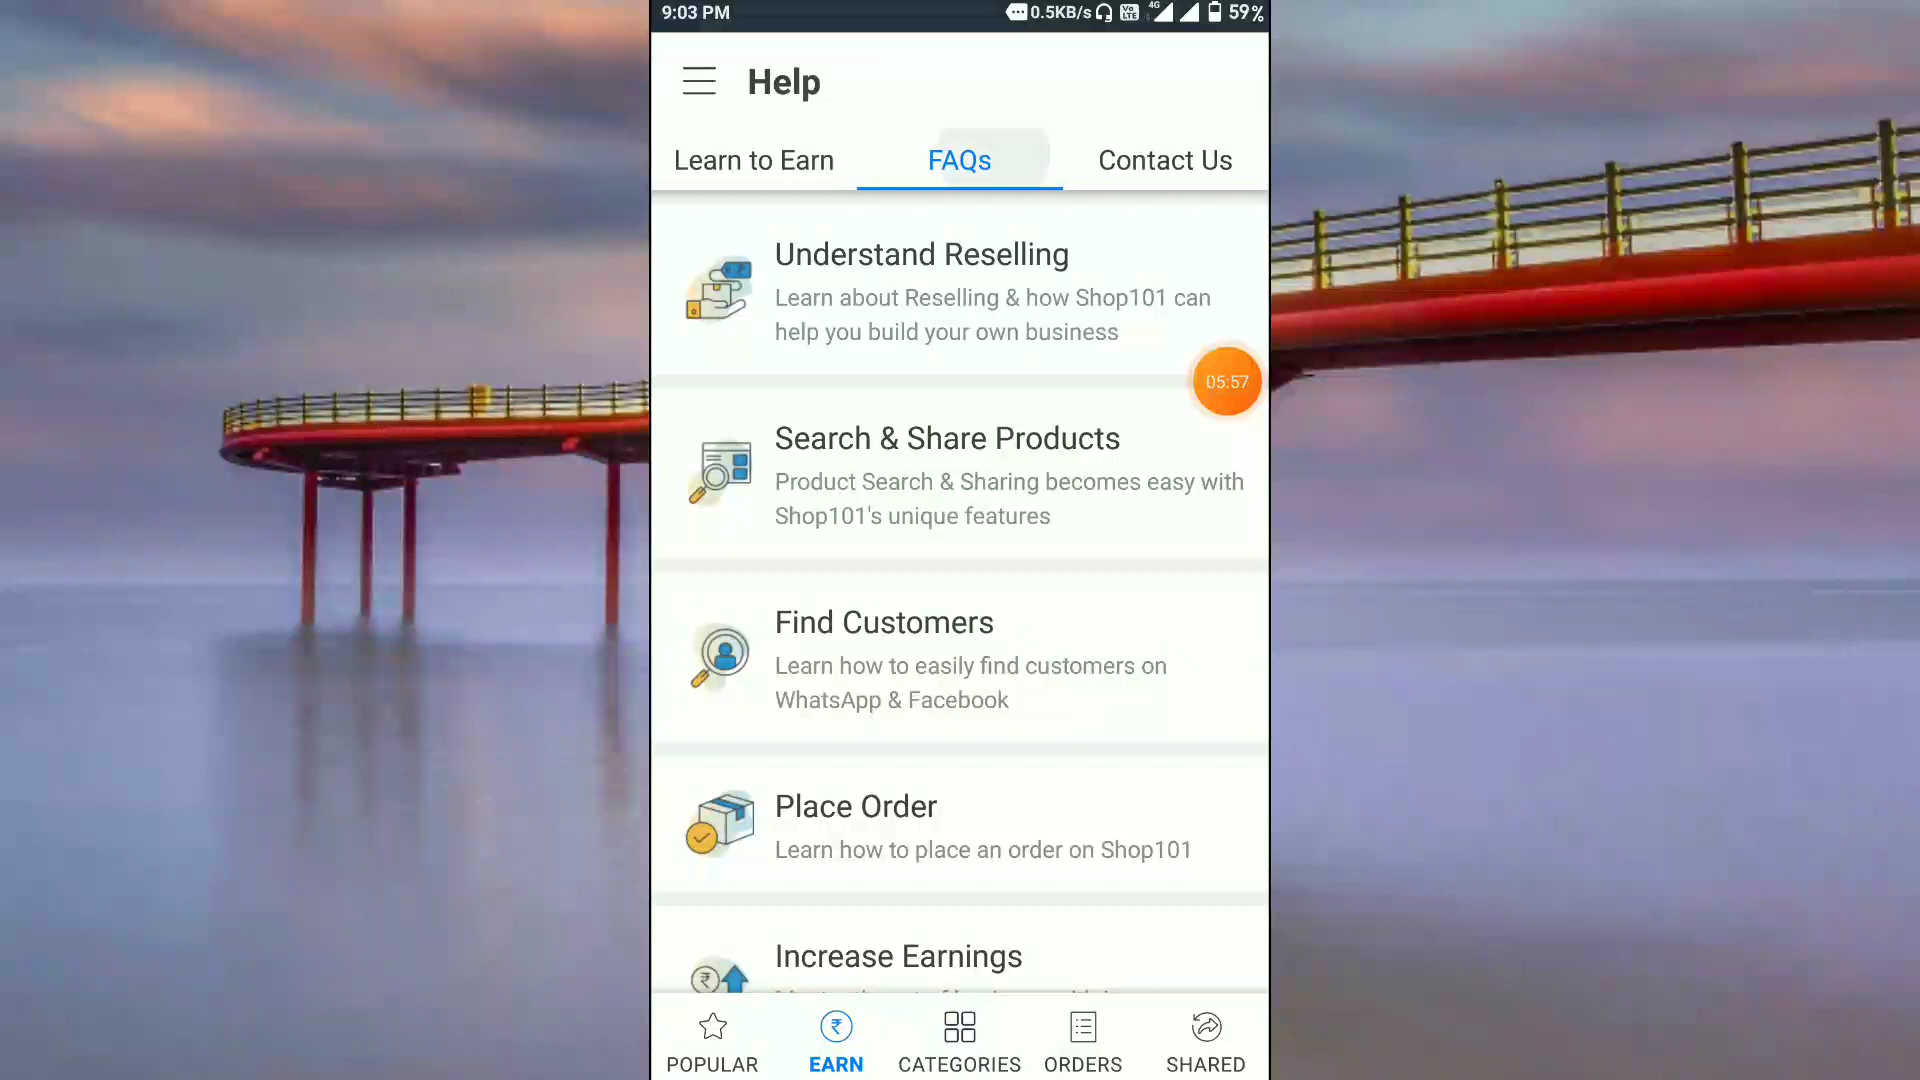 9:03 PM
0.5KB/s
Vo LTE
4G
59%
Help
Learn to Earn
FAQs
Contact Us
Understand Reselling
Learn about Reselling & how Shop101 can
help you build your own business
05:57
Search & Share Products
Product Search & Sharing becomes easy with
Shop101's unique features
Find Customers
Learn how to easily find customers on
WhatsApp & Facebook
Place Order
Learn how to place an order on Shop101
Increase Earnings
POPULAR
EARN
CATEGORIES
ORDERS
SHARED